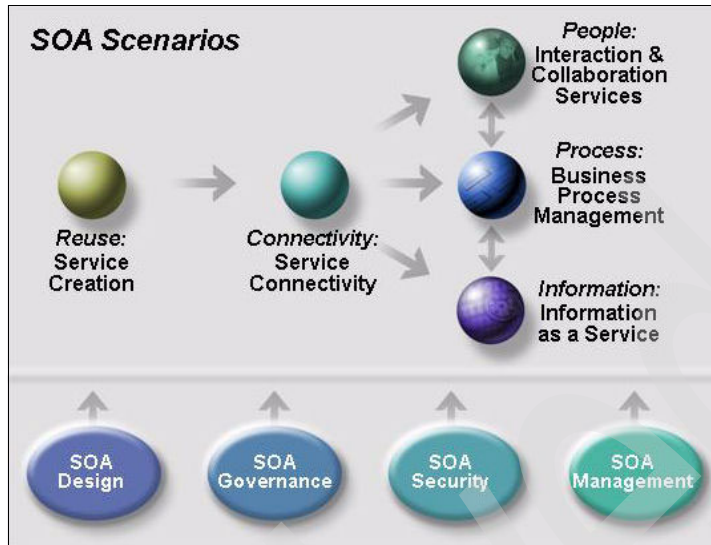 SOA Scenarios
People:
Interaction &
Collaboration
Services
Process:
Business
Process
Management
Reuse:
Service
Creation
Connectivity:
Service
Connectivity
Information:
Information
as a Service
SOA
Design
SOA
Governance
SOA
Security
SOA
Management